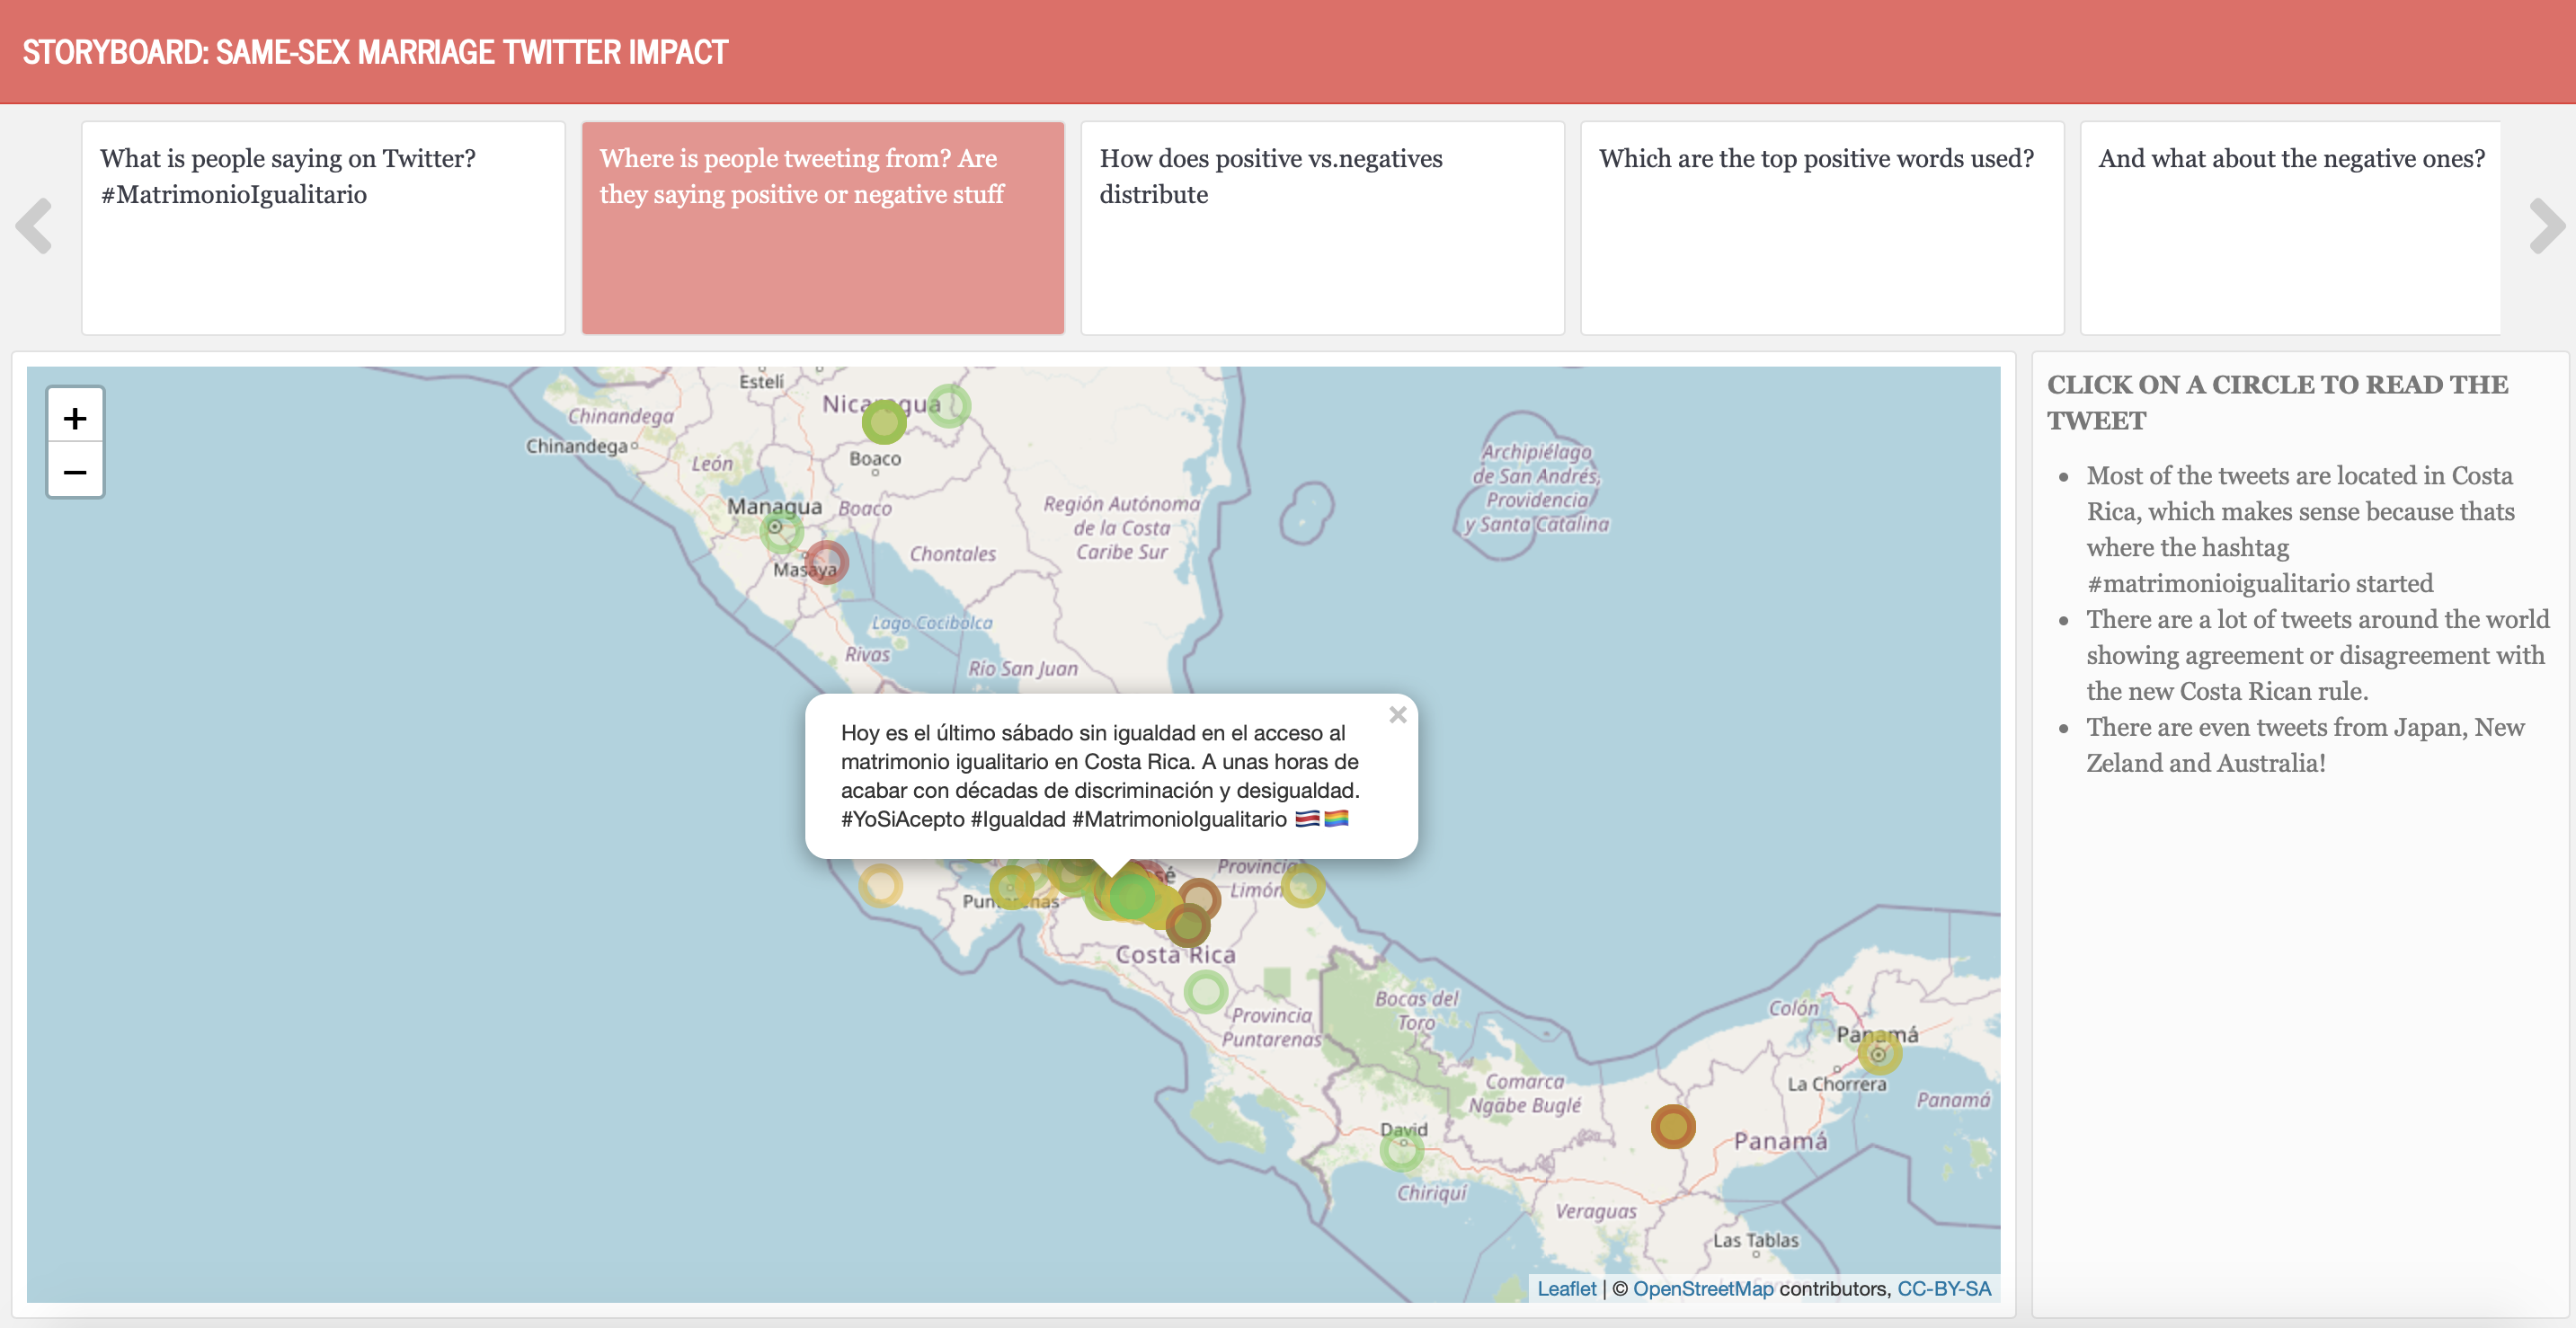 STORYBOARD: SAME-SEX MARRIAGE TWITTER IMPACT
What is people saying on Twitter?
#MatrimonioIgualitario
Where is people tweeting from? Are
they saying positive or negative stuff
How does positive vs.negatives
distribute
Which are the top positive words used?
And what about the negative ones?
+
−
Estelí
Nicaragua
Chinandega
Chinandega
León
Boaco
Managua
Boaco
Región Autónoma
de la Costa
Caribe Sur
Chontales
Masaya
Lago Cocibolca
Rivas
Río San Juan
Archipiélago
de San Andrés,
Providencia
y Santa Catalina
Hoy es el último sábado sin igualdad en el acceso al
matrimonio igualitario en Costa Rica. A unas horas de
acabar con décadas de discriminación y desigualdad.
#YoSiAcepto #Igualdad #MatrimonioIgualitario 🇨🇷🏳️‍🌈
×
Provincia
Limón
Puntarenas
Costa Rica
Provincia
Puntarenas
Bocas del
Toro
Colón
Panamá
La Chorrera
Panamá
Comarca
Ngäbe Buglé
David
Panamá
Chiriquí
Veraguas
Las Tablas
Leaflet | © OpenStreetMap contributors, CC-BY-SA
CLICK ON A CIRCLE TO READ THE
TWEET
• Most of the tweets are located in Costa
Rica, which makes sense because thats
where the hashtag
#matrimonioigualitario started
• There are a lot of tweets around the world
showing agreement or disagreement with
the new Costa Rican rule.
• There are even tweets from Japan, New
Zeland and Australia!